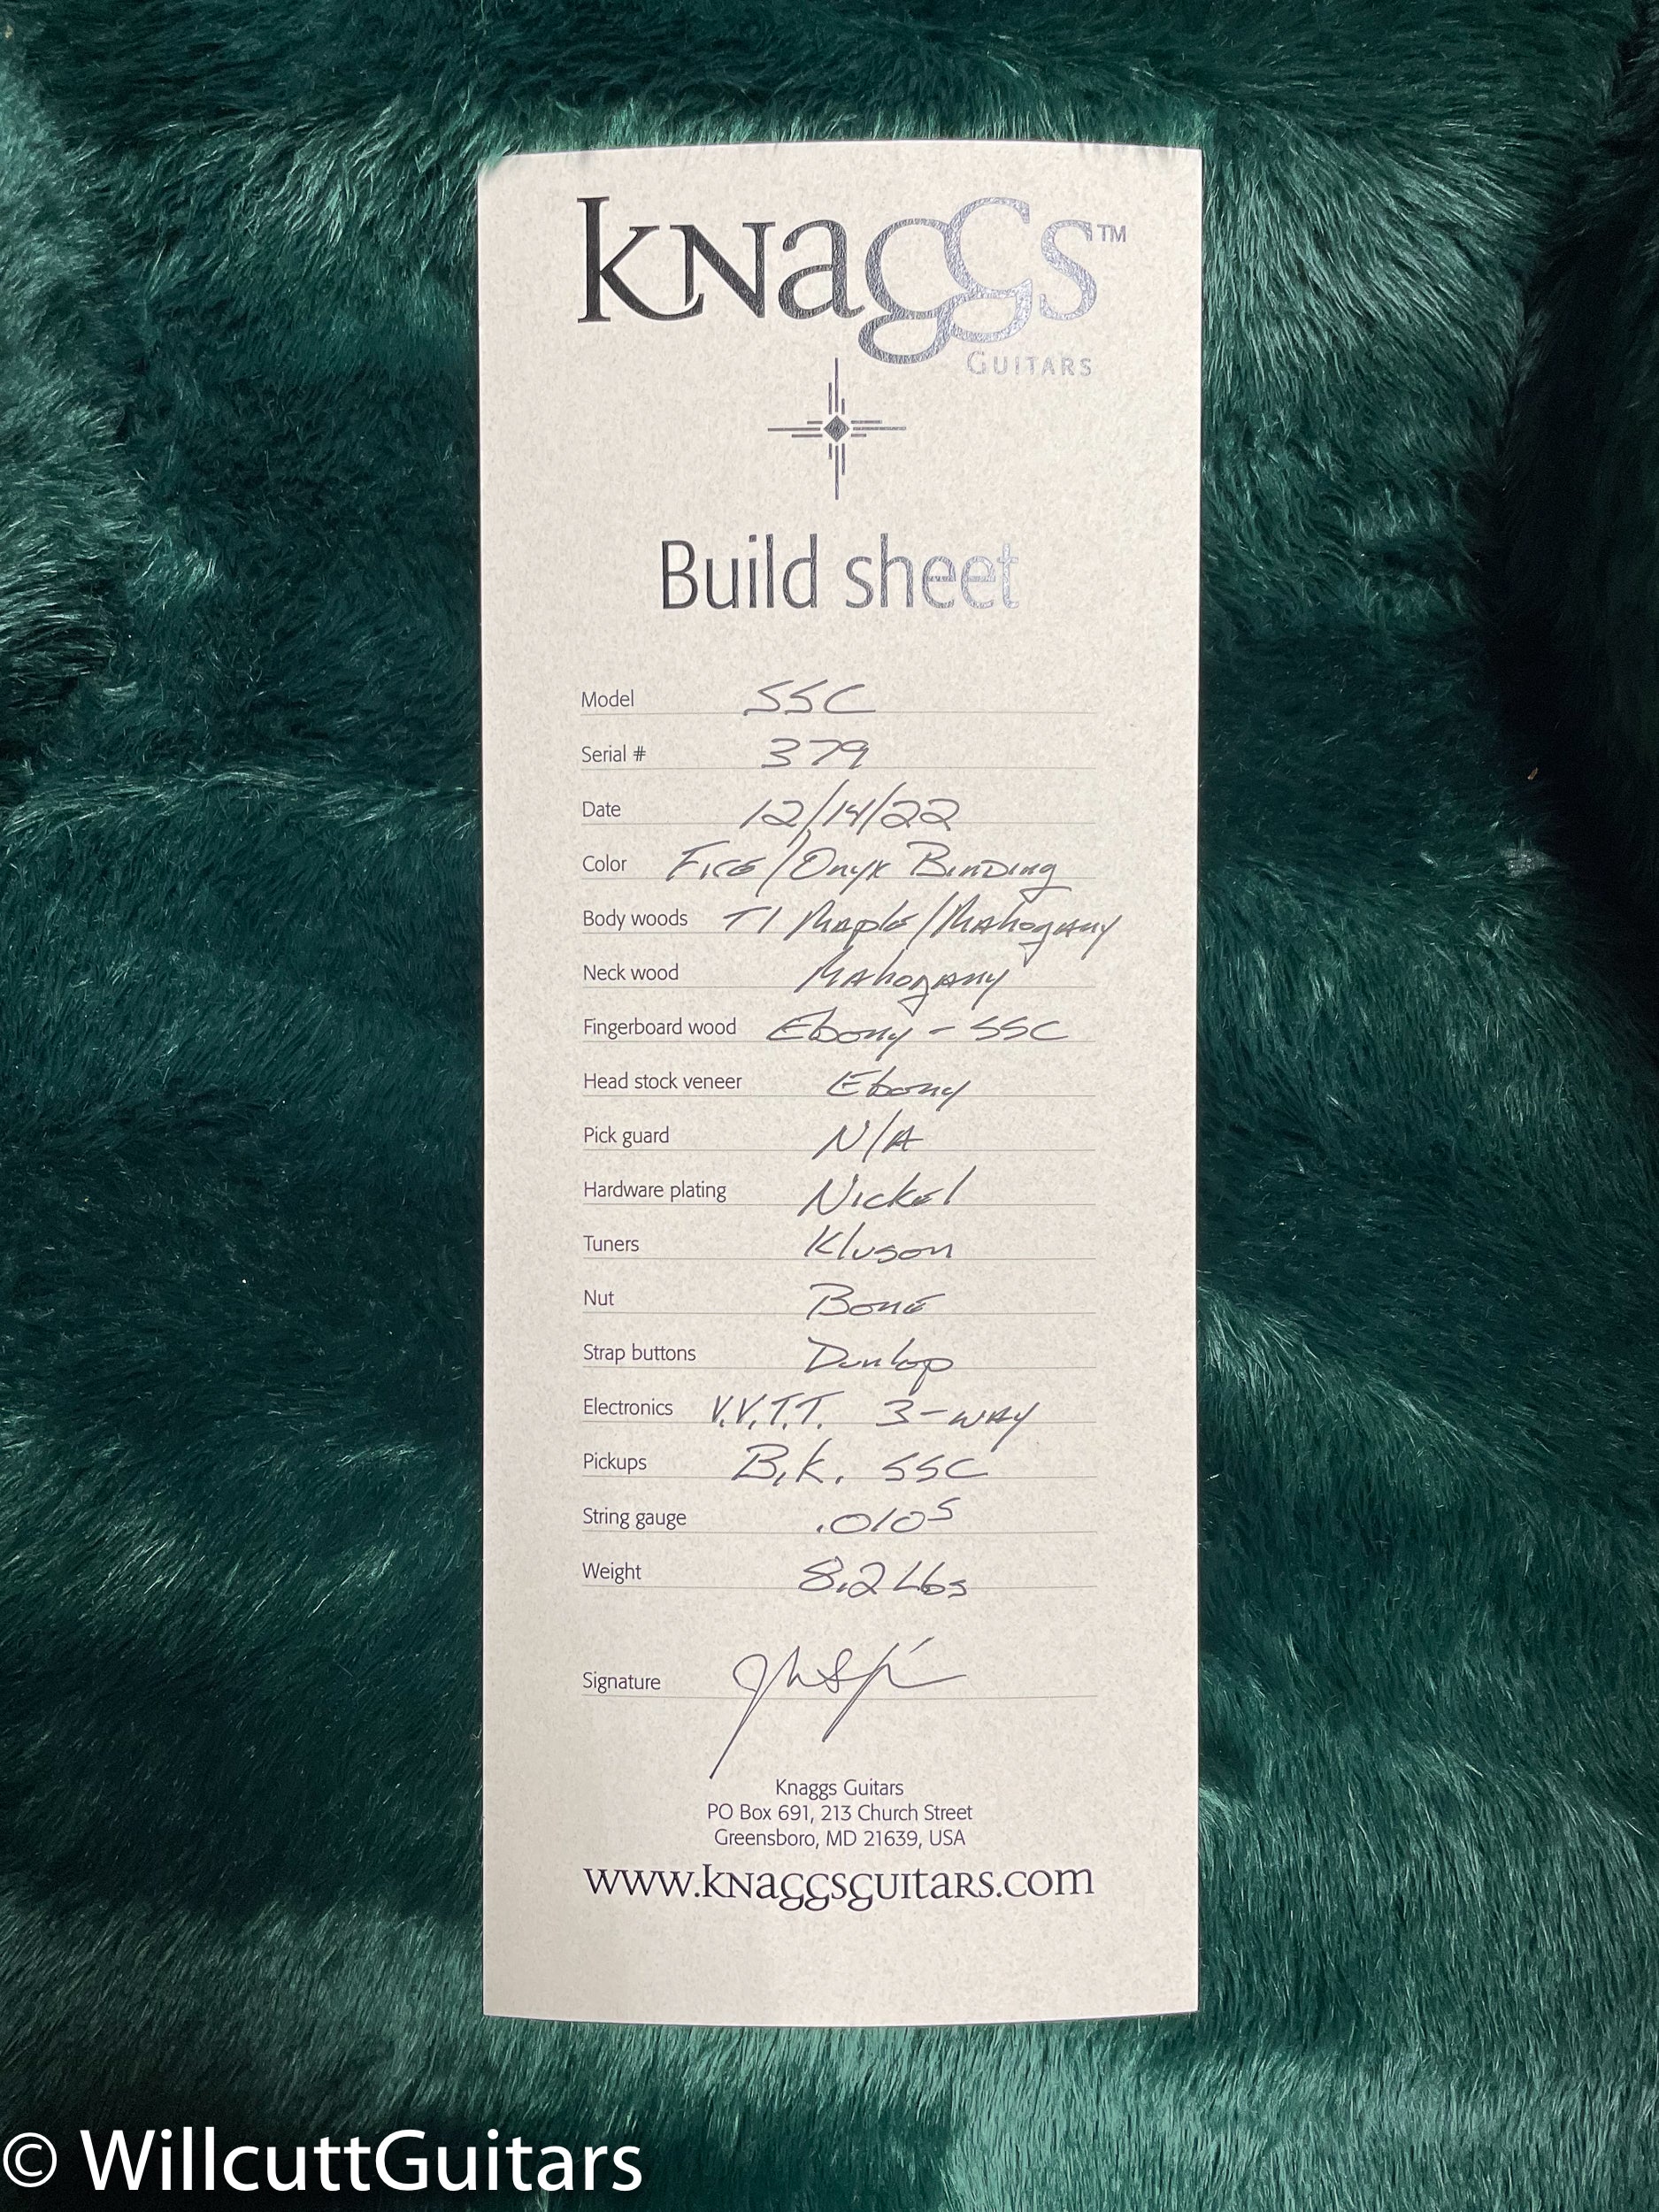 Knaggs™
Guitars
Build sheet
Model SSC
Serial # 379
Date 12/14/22
Color Fire/Onyx Binding
Body woods T1 Maple/Mahogany
Neck wood Mahogany
Fingerboard wood Ebony - SSC
Head stock veneer Ebony
Pick guard N/A
Hardware plating Nickel
Tuners Kluson
Nut Bone
Strap buttons Dunlop
Electronics V.V.T.T. 3-way
Pickups B.K. SSC
String gauge .010s
Weight 8.2 Lbs
Signature
Knaggs Guitars
PO Box 691, 213 Church Street
Greensboro, MD 21639, USA
www.knaggsguitars.com
© WillcuttGuitars